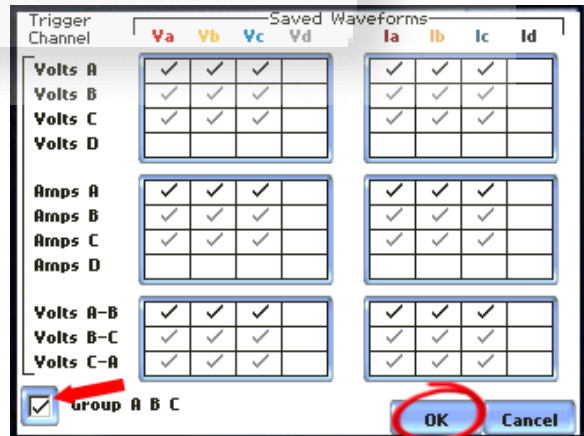 Trigger Channel
Saved Waveforms
Va Vb Vc Vd Ia Ib Ic Id
Volts A
Volts B
Volts C
Volts D
Amps A
Amps B
Amps C
Amps D
Volts A-B
Volts B-C
Volts C-A
Group A B C
OK Cancel